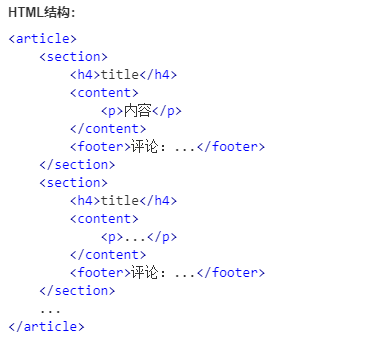 HTML结构：
<article>
    <section>
        <h4>title</h4>
        <content>
            <p>内容</p>
        </content>
        <footer>评论：...</footer>
    </section>
    <section>
        <h4>title</h4>
        <content>
            <p>...</p>
        </content>
        <footer>评论：...</footer>
    </section>
    ...
</article>